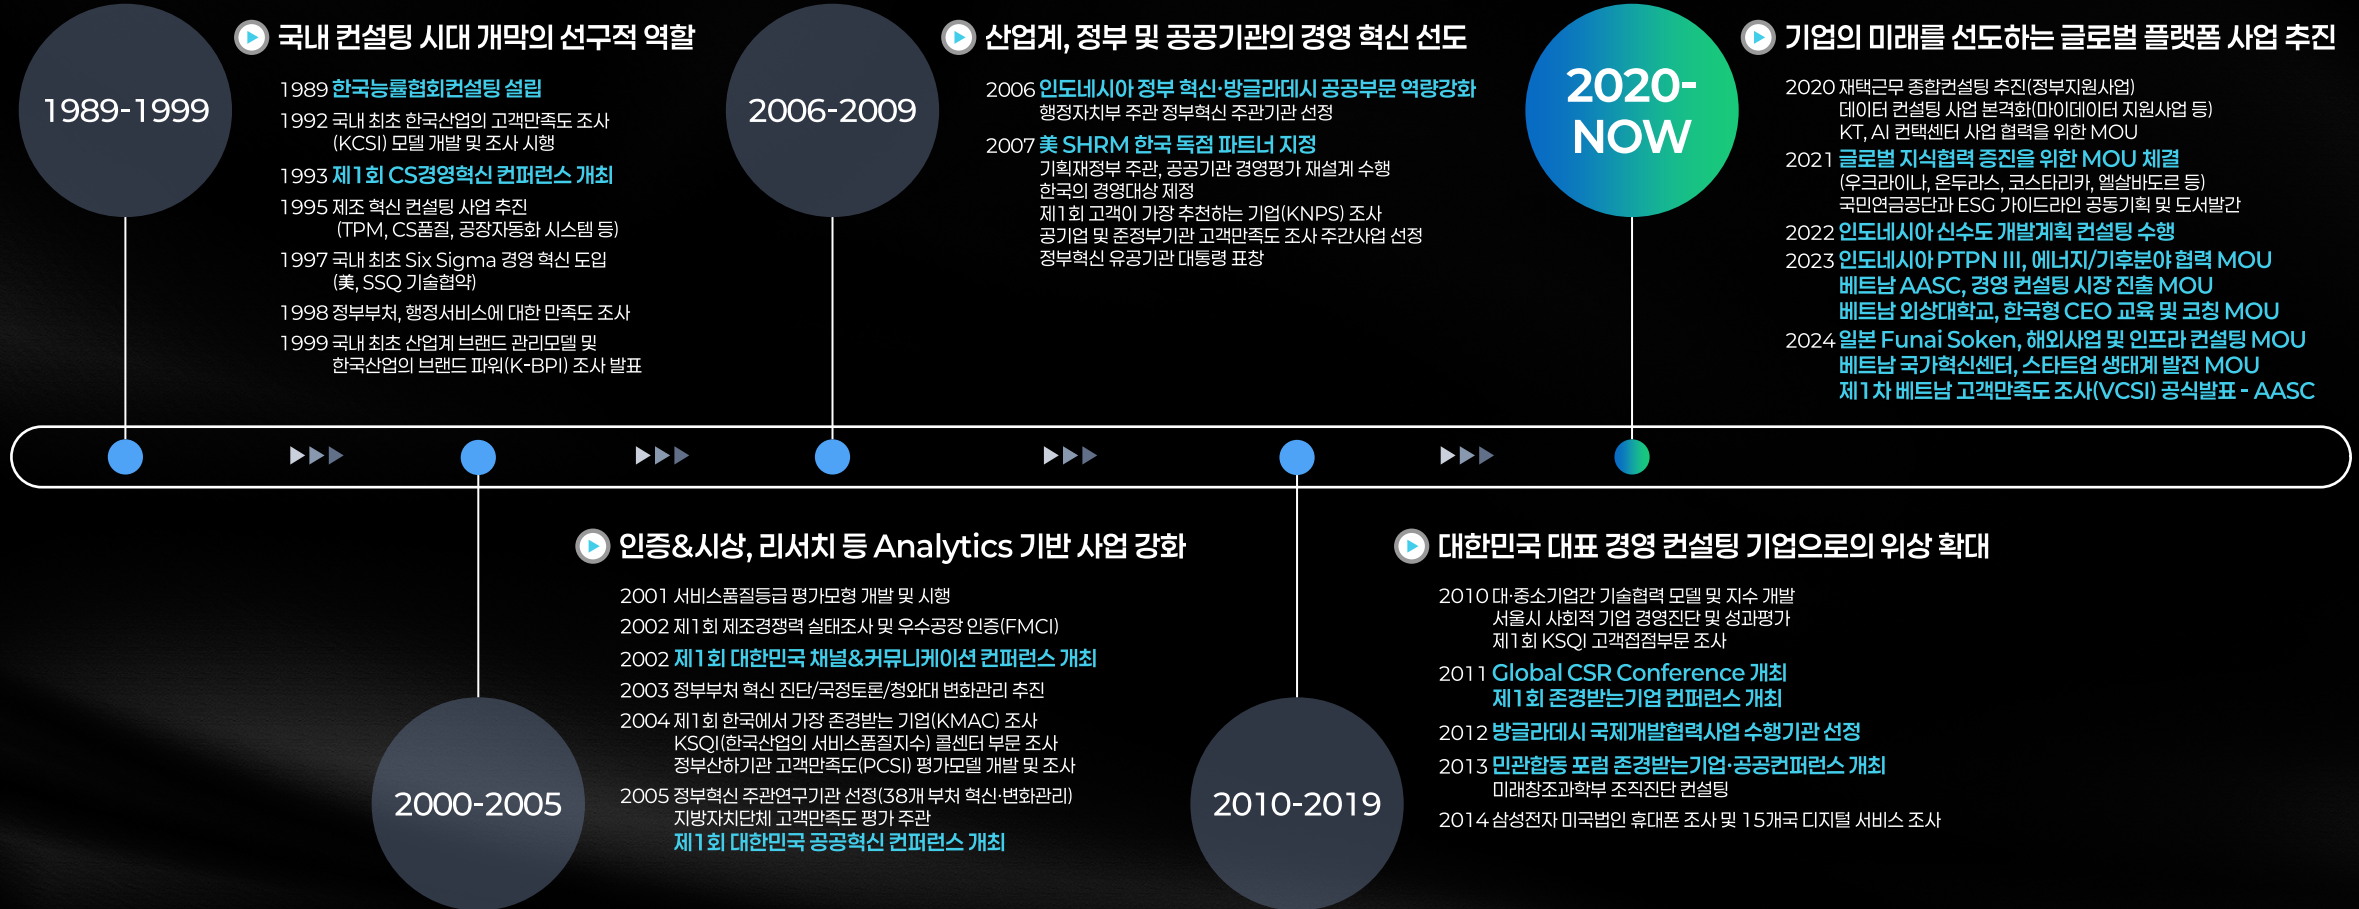 1989-1999
국내 컨설팅 시대 개막의 선구적 역할
1989 한국능률협회컨설팅 설립
1992 국내 최초 한국산업의 고객만족도 조사
(KCSI) 모델 개발 및 조사 시행
1993 제1회 CS경영혁신 컨퍼런스 개최
1995 제조 혁신 컨설팅 사업 추진
(TPM, CS품질, 공장자동화 시스템 등)
1997 국내 최초 Six Sigma 경영 혁신 도입
(美, SSQ 기술협약)
1998 정부부처, 행정서비스에 대한 만족도 조사
1999 국내 최초 산업계 브랜드 관리모델 및
한국산업의 브랜드 파워(K-BPI) 조사 발표
2000-2005
인증&시상, 리서치 등 Analytics 기반 사업 강화
2001 서비스품질등급 평가모형 개발 및 시행
2002 제1회 제조경쟁력 실태조사 및 우수공장 인증(FMCI)
2002 제1회 대한민국 채널&커뮤니케이션 컨퍼런스 개최
2003 정부부처 혁신 진단/국정토론/청와대 변화관리 추진
2004 제1회 한국에서 가장 존경받는 기업(KMAC) 조사
KSQI(한국산업의 서비스품질지수) 콜센터 부문 조사
정부산하기관 고객만족도(PCSI) 평가모델 개발 및 조사
2005 정부혁신 주관연구기관 선정(38개 부처 혁신·변화관리)
지방자치단체 고객만족도 평가 주관
제1회 대한민국 공공혁신 컨퍼런스 개최
2006-2009
산업계, 정부 및 공공기관의 경영 혁신 선도
2006 인도네시아 정부 혁신·방글라데시 공공부문 역량강화
행정자치부 주관 정부혁신 주관기관 선정
2007 美 SHRM 한국 독점 파트너 지정
기획재정부 주관, 공공기관 경영평가 재설계 수행
한국의 경영대상 제정
제1회 고객이 가장 추천하는 기업(KNPS) 조사
공기업 및 준정부기관 고객만족도 조사 주간사업 선정
정부혁신 유공기관 대통령 표창
2010-2019
대한민국 대표 경영 컨설팅 기업으로의 위상 확대
2010 대·중소기업간 기술협력 모델 및 지수 개발
서울시 사회적 기업 경영진단 및 성과평가
제1회 KSQI 고객접점부문 조사
2011 Global CSR Conference 개최
제1회 존경받는기업 컨퍼런스 개최
2012 방글라데시 국제개발협력사업 수행기관 선정
2013 민관합동 포럼 존경받는기업·공공컨퍼런스 개최
미래창조과학부 조직진단 컨설팅
2014 삼성전자 미국법인 휴대폰 조사 및 15개국 디지털 서비스 조사
2020-
NOW
기업의 미래를 선도하는 글로벌 플랫폼 사업 추진
2020 재택근무 종합컨설팅 추진(정부지원사업)
데이터 컨설팅 사업 본격화(마이데이터 지원사업 등)
KT, AI 컨택센터 사업 협력을 위한 MOU
2021 글로벌 지식협력 증진을 위한 MOU 체결
(우크라이나, 온두라스, 코스타리카, 엘살바도르 등)
국민연금공단과 ESG 가이드라인 공동기획 및 도서발간
2022 인도네시아 신수도 개발계획 컨설팅 수행
2023 인도네시아 PTPN III, 에너지/기후분야 협력 MOU
베트남 AASC, 경영 컨설팅 시장 진출 MOU
베트남 외상대학교, 한국형 CEO 교육 및 코칭 MOU
2024 일본 Funai Soken, 해외사업 및 인프라 컨설팅 MOU
베트남 국가혁신센터, 스타트업 생태계 발전 MOU
제1차 베트남 고객만족도 조사(VCSI) 공식발표 - AASC